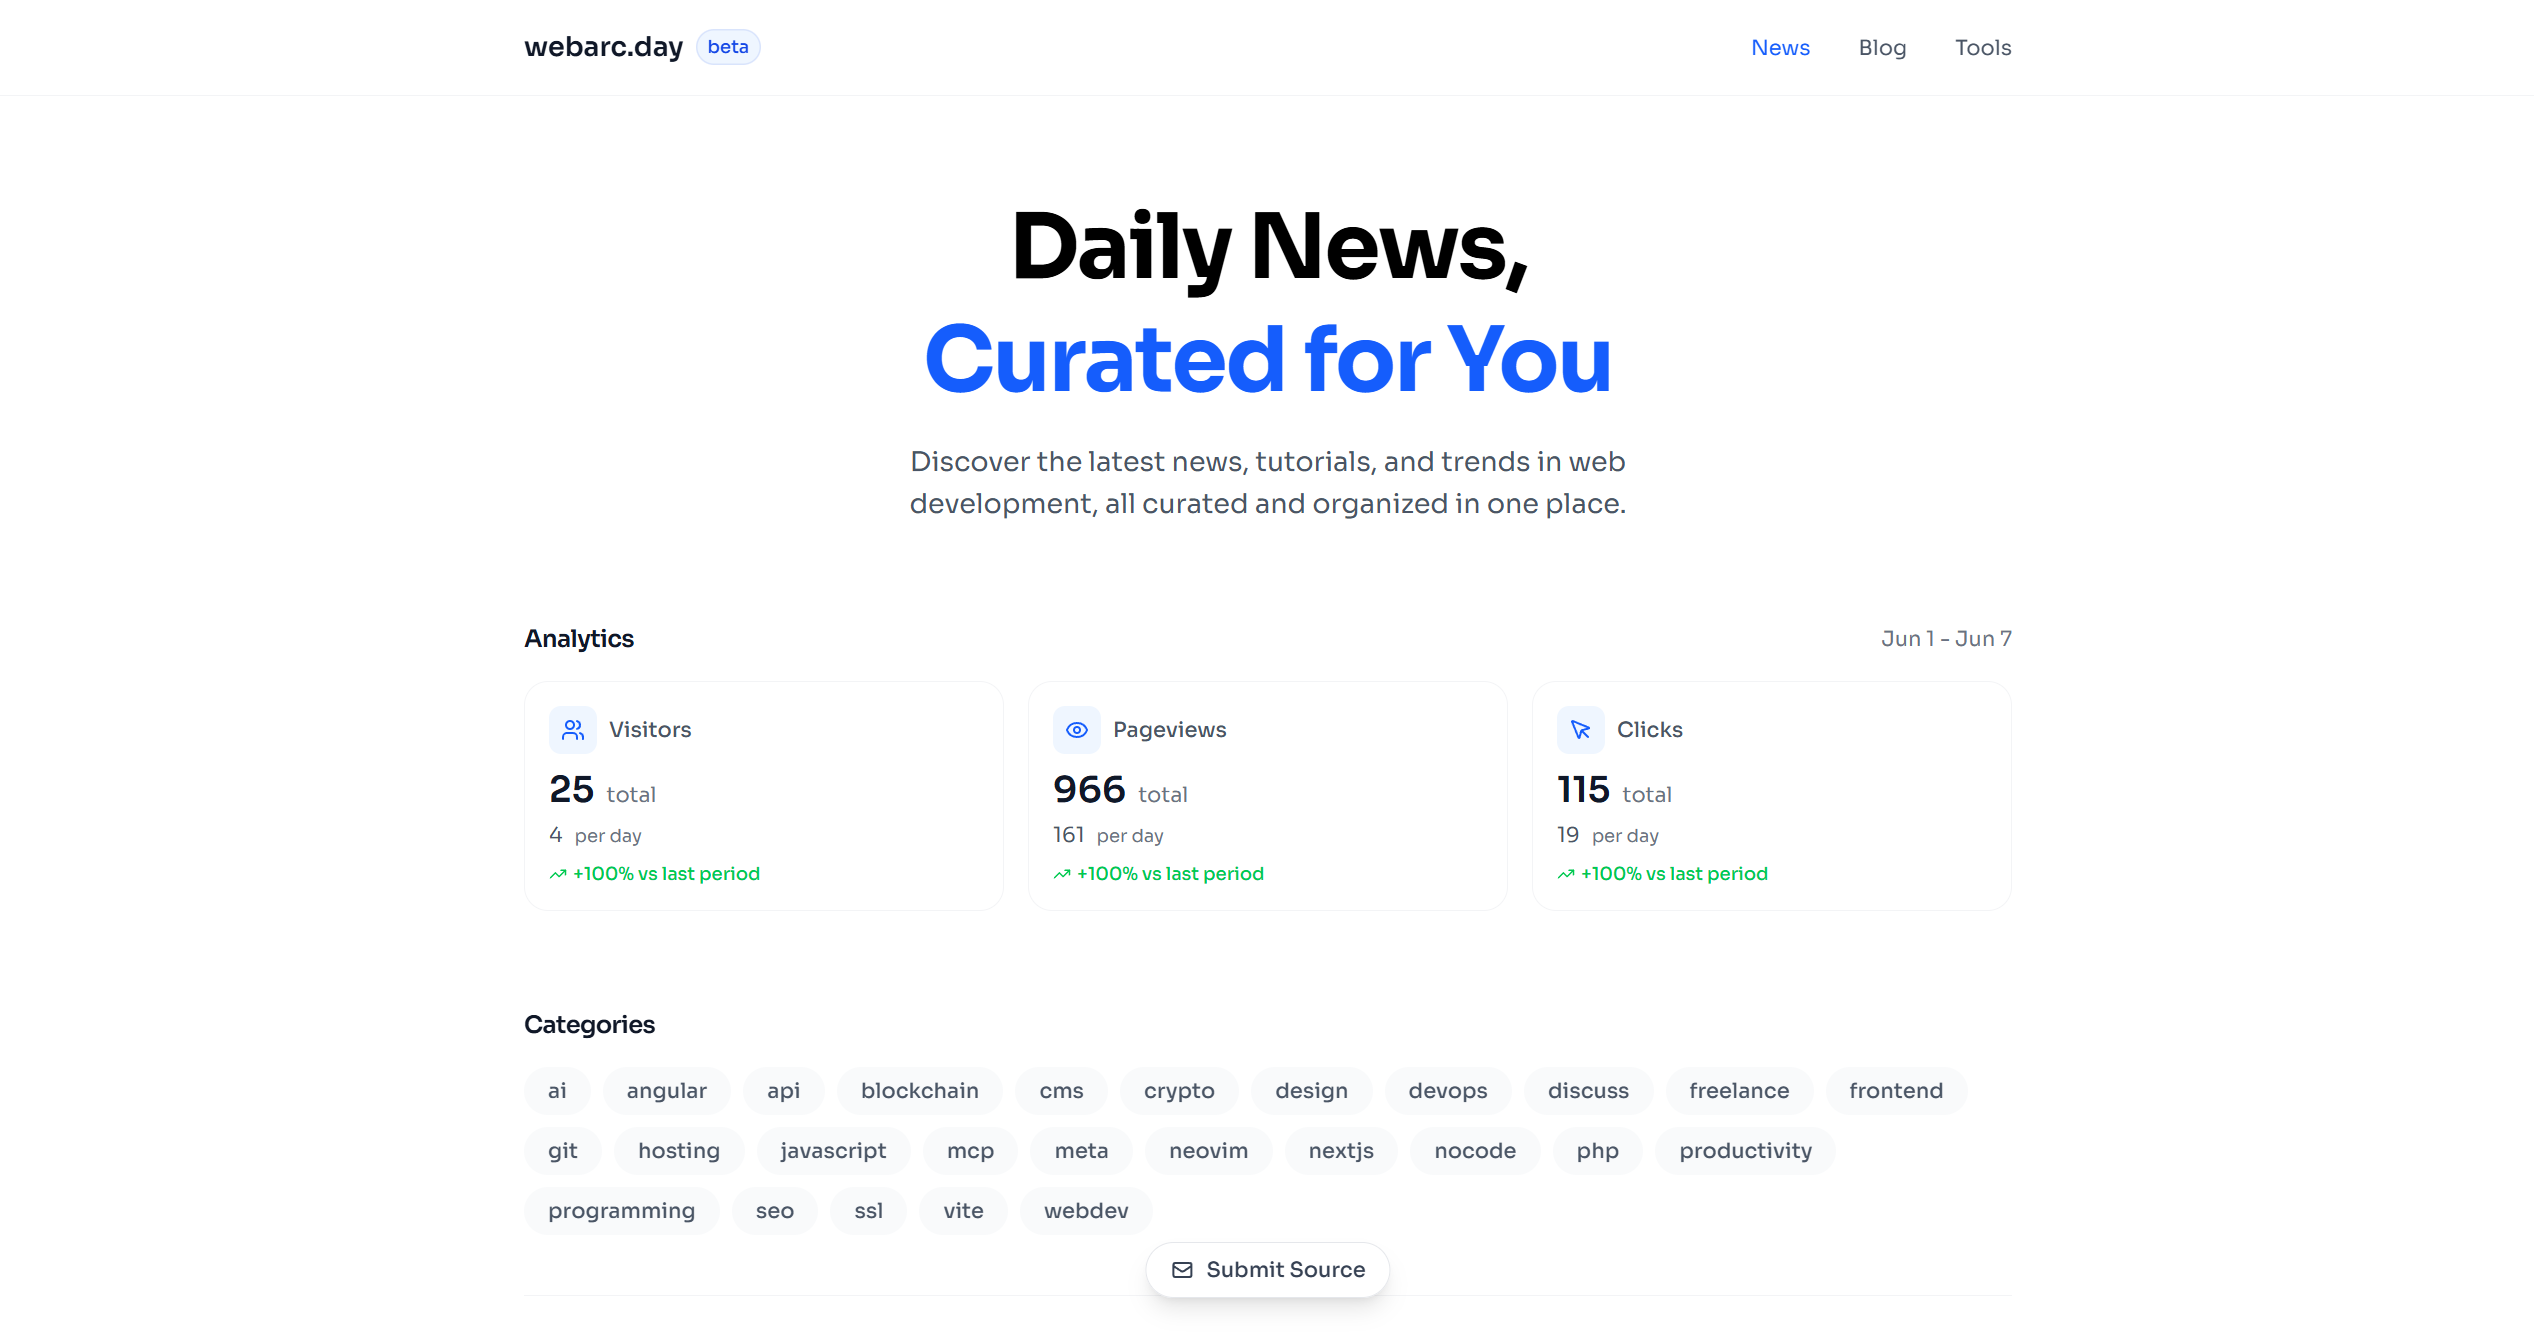 webarc.day beta News Blog Tools
Daily News,
Curated for You
Discover the latest news, tutorials, and trends in web
development, all curated and organized in one place.
Analytics Jun 1 - Jun 7
Visitors Pageviews Clicks
25 total 966 total 115 total
4 per day 161 per day 19 per day
+100% vs last period +100% vs last period +100% vs last period
Categories
ai angular api blockchain cms crypto design devops discuss freelance frontend
git hosting javascript mcp meta neovim nextjs nocode php productivity
programming seo ssl vite webdev
Submit Source